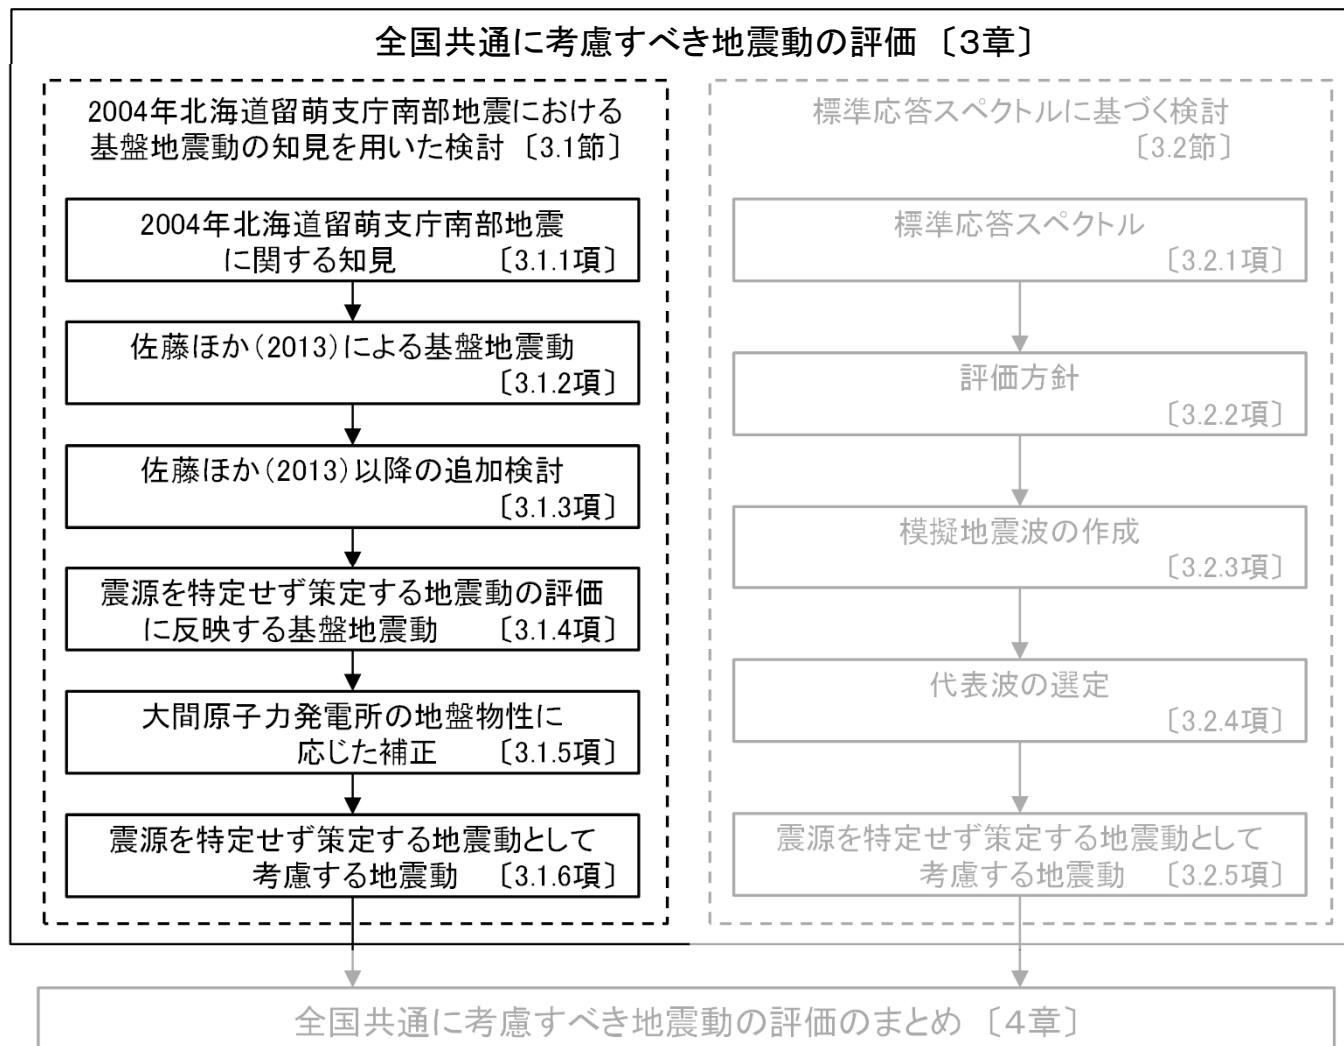 全国共通に考慮すべき地震動の評価〔3章〕
2004年北海道留萌支庁南部地震における
基盤地震動の知見を用いた検討〔3.1節〕
2004年北海道留萌支庁南部地震
に関する知見 〔3.1.1項〕
佐藤ほか(2013)による基盤地震動
〔3.1.2項〕
佐藤ほか(2013)以降の追加検討
〔3.1.3項〕
震源を特定せず策定する地震動の評価
に反映する基盤地震動 〔3.1.4項〕
大間原子力発電所の地盤物性に
応じた補正 〔3.1.5項〕
震源を特定せず策定する地震動として
考慮する地震動 〔3.1.6項〕
標準応答スペクトルに基づく検討
〔3.2節〕
標準応答スペクトル
〔3.2.1項〕
評価方針
〔3.2.2項〕
模擬地震波の作成
〔3.2.3項〕
代表波の選定
〔3.2.4項〕
震源を特定せず策定する地震動として
考慮する地震動 〔3.2.5項〕
全国共通に考慮すべき地震動の評価のまとめ〔4章〕